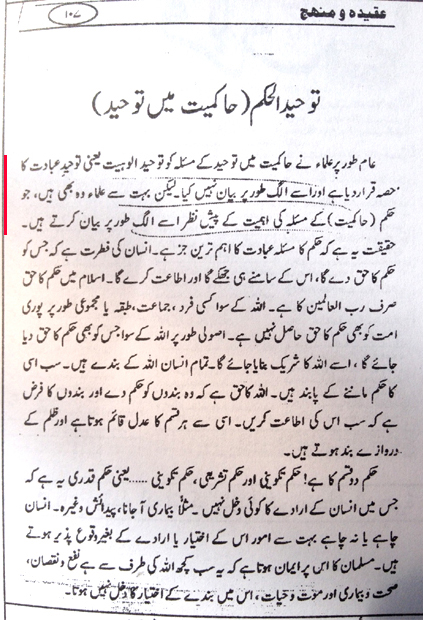 عقیدہ و منہج
۱۰۷
توحید الحکم (حاکمیت میں توحید)
عام طور پر علماء نے حاکمیت میں توحید کے مسئلہ کو توحید الوہیت یعنی توحید عبادت کا
حصہ قرار دیا ہے اور اسے الگ طور پر بیان نہیں کیا۔ لیکن بہت سے علماء وہ بھی ہیں، جو
حکم (حاکمیت) کے مسئلہ کی اہمیت کے پیش نظر اسے الگ طور پر بیان کرتے ہیں۔
حقیقت یہ ہے کہ حکم کا مسئلہ عبادت کا اہم ترین جز ہے۔ انسان کی فطرت ہے کہ جس کو
حکم کا حق دے گا، اس کے سامنے ہی جھکے گا اور اطاعت کرے گا۔ اسلام میں حکم کا حق
صرف رب العالمین کا ہے۔ اللہ کے سوا کسی فرد، جماعت، طبقہ یا مجموعی طور پر پوری
امت کو بھی حکم کا حق حاصل نہیں ہے۔ اصولی طور پر اللہ کے سوا جس کو بھی حکم کا حق دیا
جائے گا، اسے اللہ کا شریک بنایا جائے گا۔ تمام انسان اللہ کے بندے ہیں۔ سب اسی
کا حکم ماننے کے پابند ہیں۔ اللہ کا حق ہے کہ وہ بندوں کو حکم دے اور بندوں کا فرض
ہے کہ سب اس کی اطاعت کریں۔ اسی سے ہر قسم کا عدل قائم ہوتا ہے اور ظلم کے
دروازے بند ہوتے ہیں۔
حکم دو قسم کا ہے! حکم تکوینی اور حکم تشریعی، حکم تکوینی ...... یعنی حکم قدری یہ ہے کہ
جس میں انسان کے ارادے کا کوئی دخل نہیں۔ مثلاً بیماری آ جانا، پیدائش وغیرہ۔ انسان
چاہے یا نہ چاہے بہت سے امور اس کے اختیار یا ارادے کے بغیر وقوع پذیر ہوتے
ہیں۔ مسلمان کا اس پر ایمان ہوتا ہے کہ یہ سب کچھ اللہ کی طرف سے ہے نفع و نقصان،
صحت و بیماری اور موت و حیات، اس میں بندے کے اختیار کا دخل نہیں ہوتا۔